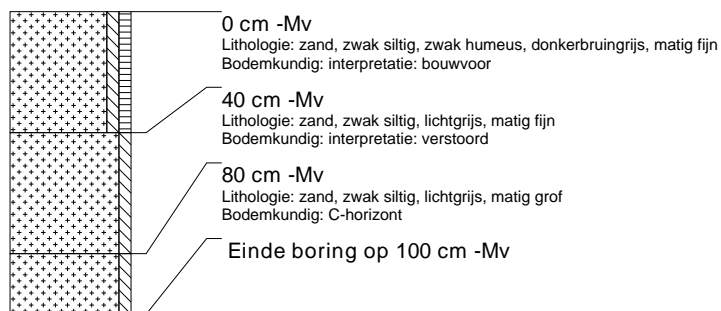 0 cm -Mv
Lithologie: zand, zwak siltig, zwak humeus, donkerbruingrijs, matig fijn
Bodemkundig: interpretatie: bouwvoor
40 cm -Mv
Lithologie: zand, zwak siltig, lichtgrijs, matig fijn
Bodemkundig: interpretatie: verstoord
80 cm -Mv
Lithologie: zand, zwak siltig, lichtgrijs, matig grof
Bodemkundig: C-horizont
Einde boring op 100 cm -Mv